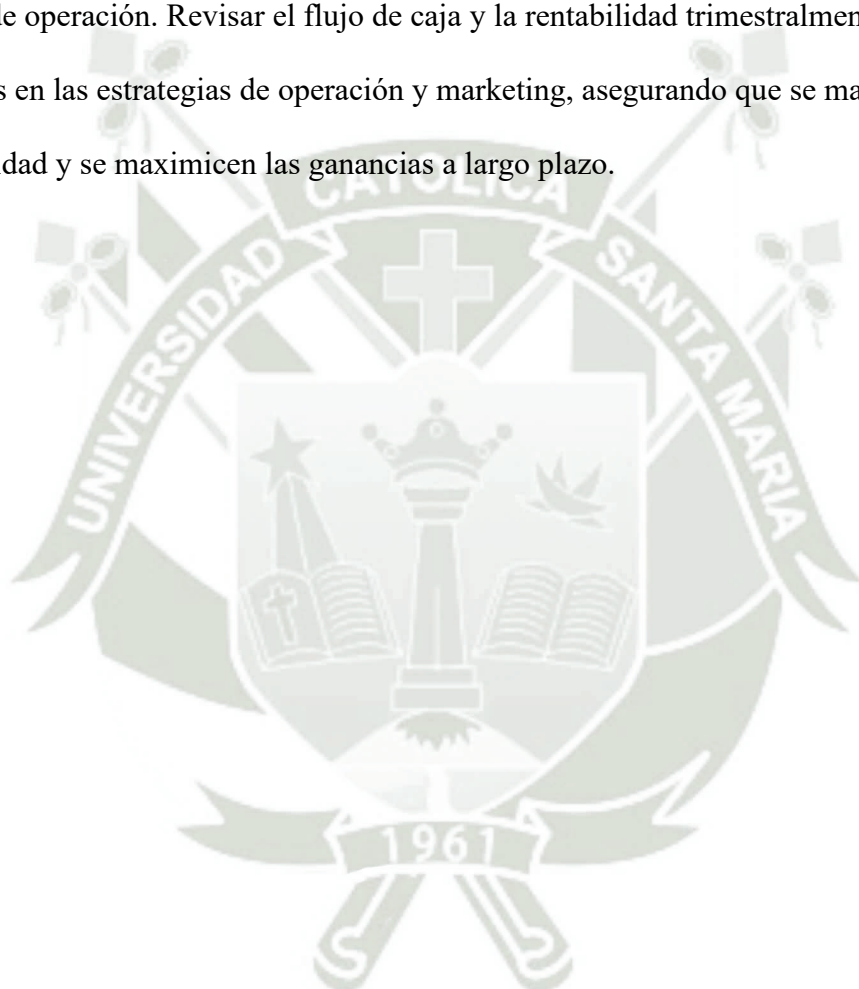 de operación. Revisar el flujo de caja y la rentabilidad trimestralmen
s en las estrategias de operación y marketing, asegurando que se ma
idad y se maximicen las ganancias a largo plazo.
UNIVERSIDAD CATOLICA SANTA MARIA
1961